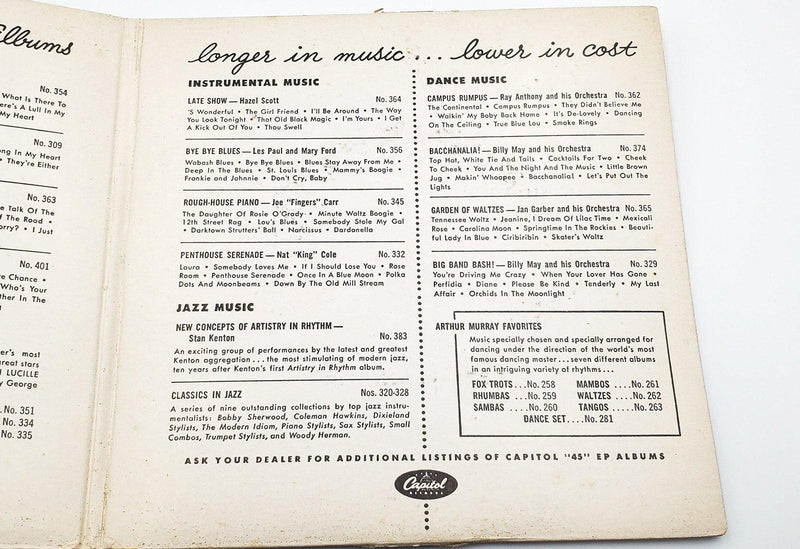 Albums
No. 354
What Is There To
ere's A Lull In My
My Heart
No. 309
ong In My Heart
They're Either
No. 363
e Talk Of The
f The Road •
orry? • I Just
No. 401
e Chance •
Who's Your
ther In The
er's most
great stars
H LUCILLE
y George
No. 351
No. 334
No. 335
longer in music... lower in cost
INSTRUMENTAL MUSIC
LATE SHOW — Hazel Scott No. 364
'S Wonderful • The Girl Friend • I'll Be Around • The Way
You Look Tonight • That Old Black Magic • I'm Yours • I Get
A Kick Out Of You • Thou Swell
BYE BYE BLUES — Les Paul and Mary Ford No. 356
Wabash Blues • Bye Bye Blues • Blues Stay Away From Me •
Deep In The Blues • St. Louis Blues • Mammy's Boogie •
Frankie and Johnnie • Don't Cry, Baby
ROUGH-HOUSE PIANO — Joe "Fingers" Carr No. 345
The Daughter Of Rosie O'Grady • Minute Waltz Boogie •
12th Street Rag • Lou's Blues • Somebody Stole My Gal
• Darktown Strutters' Ball • Narcissus • Dardanella
PENTHOUSE SERENADE — Nat "King" Cole No. 332
Laura • Somebody Loves Me • If I Should Lose You • Rose
Room • Penthouse Serenade • Once In A Blue Moon • Polka
Dots And Moonbeams • Down By The Old Mill Stream
JAZZ MUSIC
NEW CONCEPTS OF ARTISTRY IN RHYTHM —
Stan Kenton No. 383
An exciting group of performances by the latest and greatest
Kenton aggregation...the most stimulating of modern jazz,
ten years after Kenton's first Artistry in Rhythm album.
CLASSICS IN JAZZ Nos. 320-328
A series of nine outstanding collections by top jazz instru-
mentalists: Bobby Sherwood, Coleman Hawkins, Dixieland
Stylists, The Modern Idiom, Piano Stylists, Sax Stylists, Small
Combos, Trumpet Stylists, and Woody Herman.
DANCE MUSIC
CAMPUS RUMPUS — Ray Anthony and his Orchestra No. 362
The Continental • Campus Rumpus • They Didn't Believe Me
• Walkin' My Baby Back Home • It's De-Lovely • Dancing
On The Ceiling • True Blue Lou • Smoke Rings
BACCHANALIA! — Billy May and his Orchestra No. 374
Top Hat, White Tie And Tails • Cocktails For Two • Cheek
To Cheek • You And The Night And The Music • Little Brown
Jug • Makin' Whoopee • Bacchanalia! • Let's Put Out The
Lights
GARDEN OF WALTZES — Jan Garber and his Orchestra No. 365
Tennessee Waltz • Jeanine, I Dream Of Lilac Time • Mexicali
Rose • Carolina Moon • Springtime In The Rockies • Beauti-
ful Lady In Blue • Ciribiribin • Skater's Waltz
BIG BAND BASH! — Billy May and his Orchestra No. 329
You're Driving Me Crazy • When Your Lover Has Gone •
Perfidia • Diane • Please Be Kind • Tenderly • My Last
Affair • Orchids In The Moonlight
ARTHUR MURRAY FAVORITES
Music specially chosen and specially arranged for
dancing under the direction of the world's most
famous dancing master...seven different albums
in an intriguing variety of rhythms...
FOX TROTS...No. 258 MAMBOS ....No. 261
RHUMBAS ...No. 259 WALTZES ....No. 262
SAMBAS ....No. 260 TANGOS .....No. 263
DANCE SET....No. 281
ASK YOUR DEALER FOR ADDITIONAL LISTINGS OF CAPITOL "45" EP ALBUMS
Capitol
RECORDS